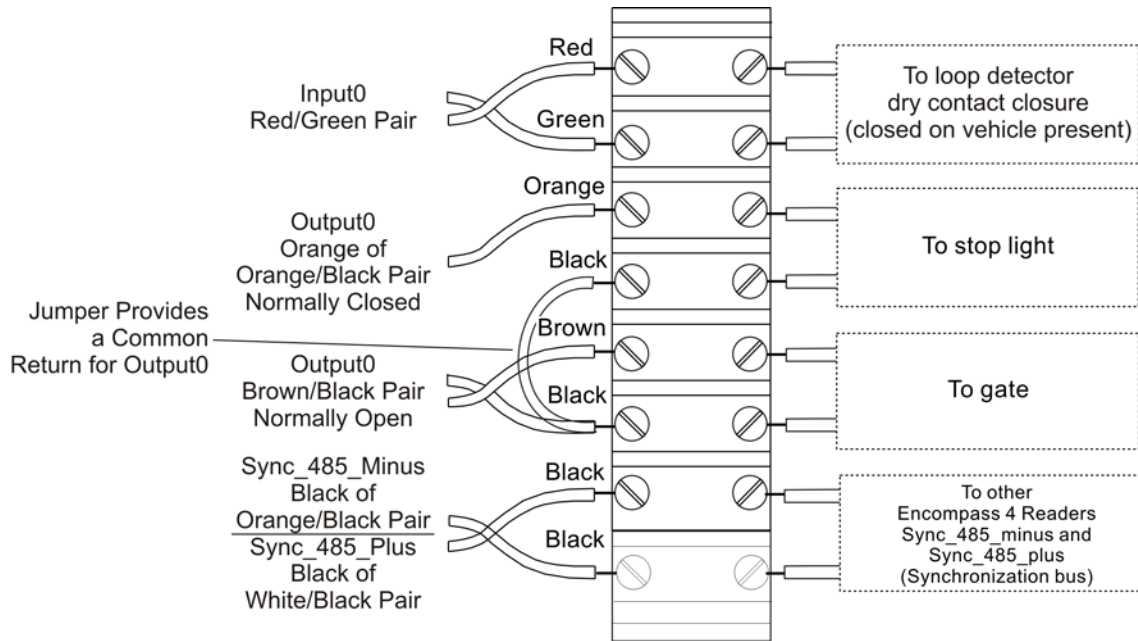 Input0
Red/Green Pair
Red
Green
To loop detector
dry contact closure
(closed on vehicle present)
Output0
Orange of
Orange/Black Pair
Normally Closed
Orange
Black
To stop light
Jumper Provides
a Common
Return for Output0
Output0
Brown/Black Pair
Normally Open
Brown
Black
To gate
Sync_485_Minus
Black of
Orange/Black Pair
Sync_485_Plus
Black of
White/Black Pair
Black
Black
To other
Encompass 4 Readers
Sync_485_minus and
Sync_485_plus
(Synchronization bus)